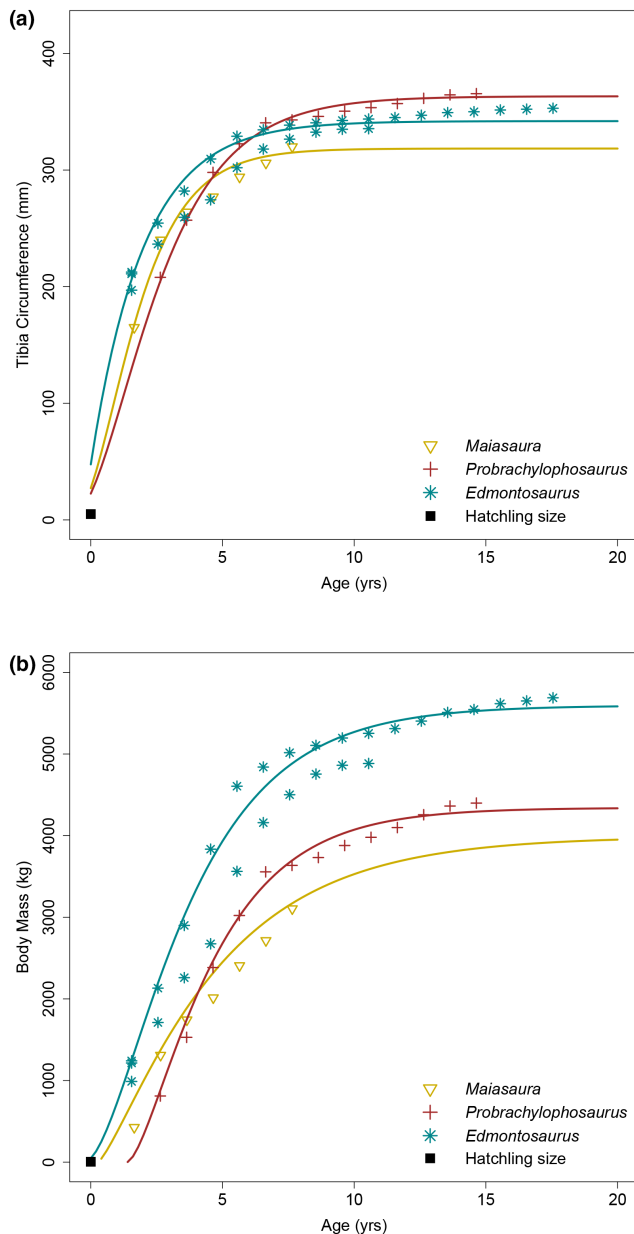 (a)
400
300
200
100
0
Tibia Circumference (mm)
Maiasaura
Probrachylophosaurus
Edmontosaurus
Hatchling size
0 5 10 15 20
Age (yrs)
(b)
6000
5000
4000
3000
2000
1000
0
Body Mass (kg)
Maiasaura
Probrachylophosaurus
Edmontosaurus
Hatchling size
0 5 10 15 20
Age (yrs)